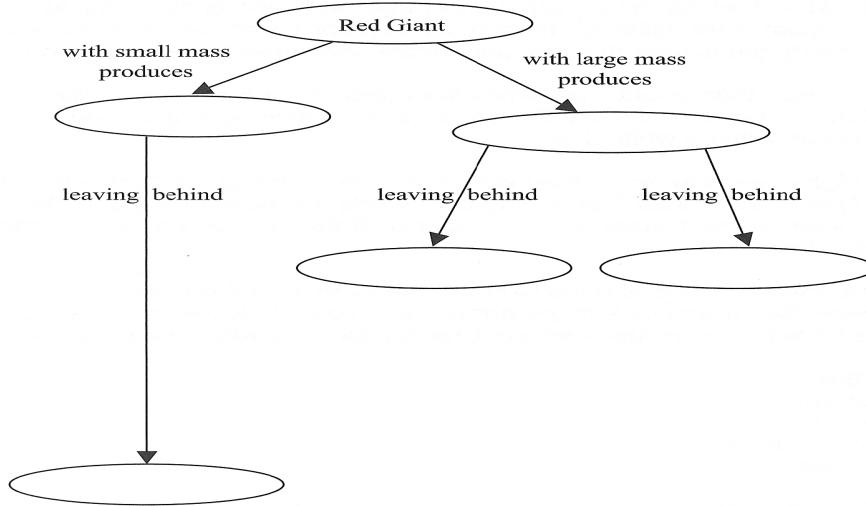 Red Giant
with small mass
produces
with large mass
produces
leaving behind
leaving behind
leaving behind